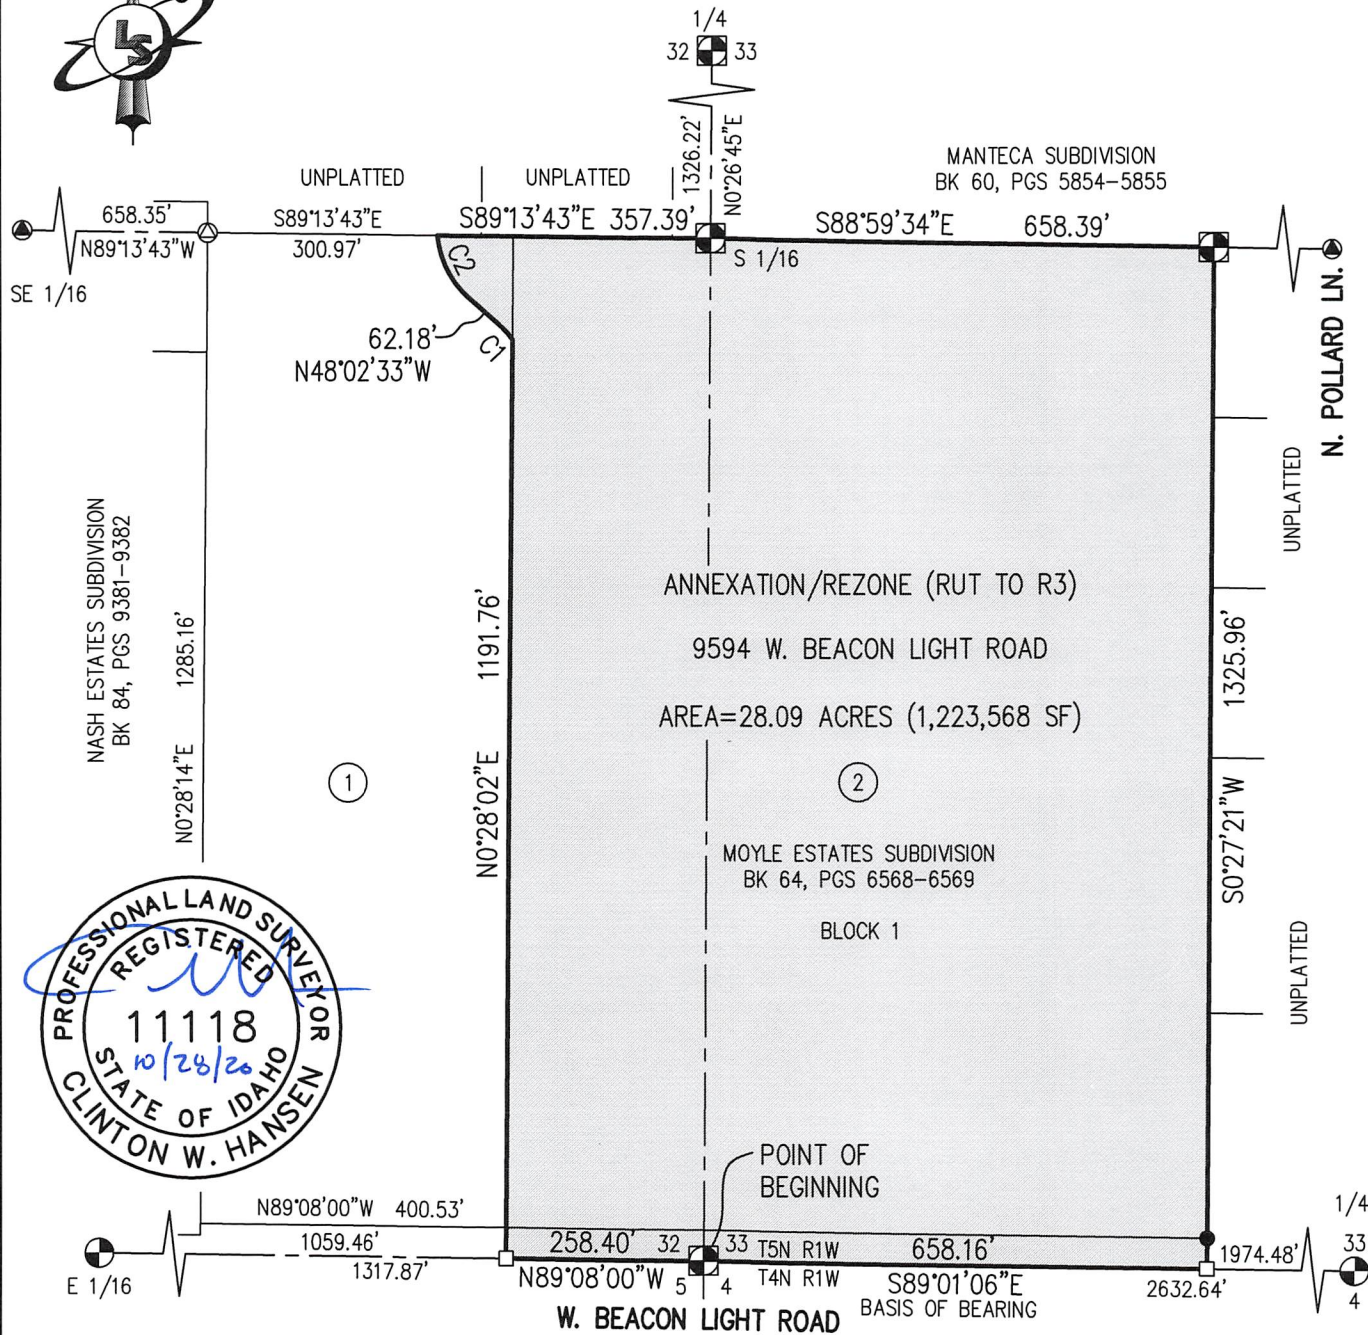 LS
1/4
32 33
1326.22'
N0°26'45"E
MANTECA SUBDIVISION
BK 60, PGS 5854-5855
UNPLATTED
UNPLATTED
658.35'
N89°13'43"W
SE 1/16
S89°13'43"E
300.97'
S89°13'43"E 357.39'
S 1/16
S88°59'34"E 658.39'
N. POLLARD LN.
C2
62.18'
N48°02'33"W
C1
NASH ESTATES SUBDIVISION
BK 84, PGS 9381-9382
N0°28'14"E 1285.16'
1
N0°28'02"E 1191.76'
ANNEXATION/REZONE (RUT TO R3)
9594 W. BEACON LIGHT ROAD
AREA=28.09 ACRES (1,223,568 SF)
2
MOYLE ESTATES SUBDIVISION
BK 64, PGS 6568-6569
BLOCK 1
UNPLATTED
S0°27'21"W 1325.96'
UNPLATTED
PROFESSIONAL LAND SURVEYOR
REGISTERED
11118
10/28/20
STATE OF IDAHO
CLINTON W. HANSEN
POINT OF
BEGINNING
N89°08'00"W 400.53'
1059.46'
1317.87'
E 1/16
258.40'
N89°08'00"W
32 33
5 4
T5N R1W
T4N R1W
658.16'
S89°01'06"E
BASIS OF BEARING
1974.48'
2632.64'
1/4
33
4
W. BEACON LIGHT ROAD